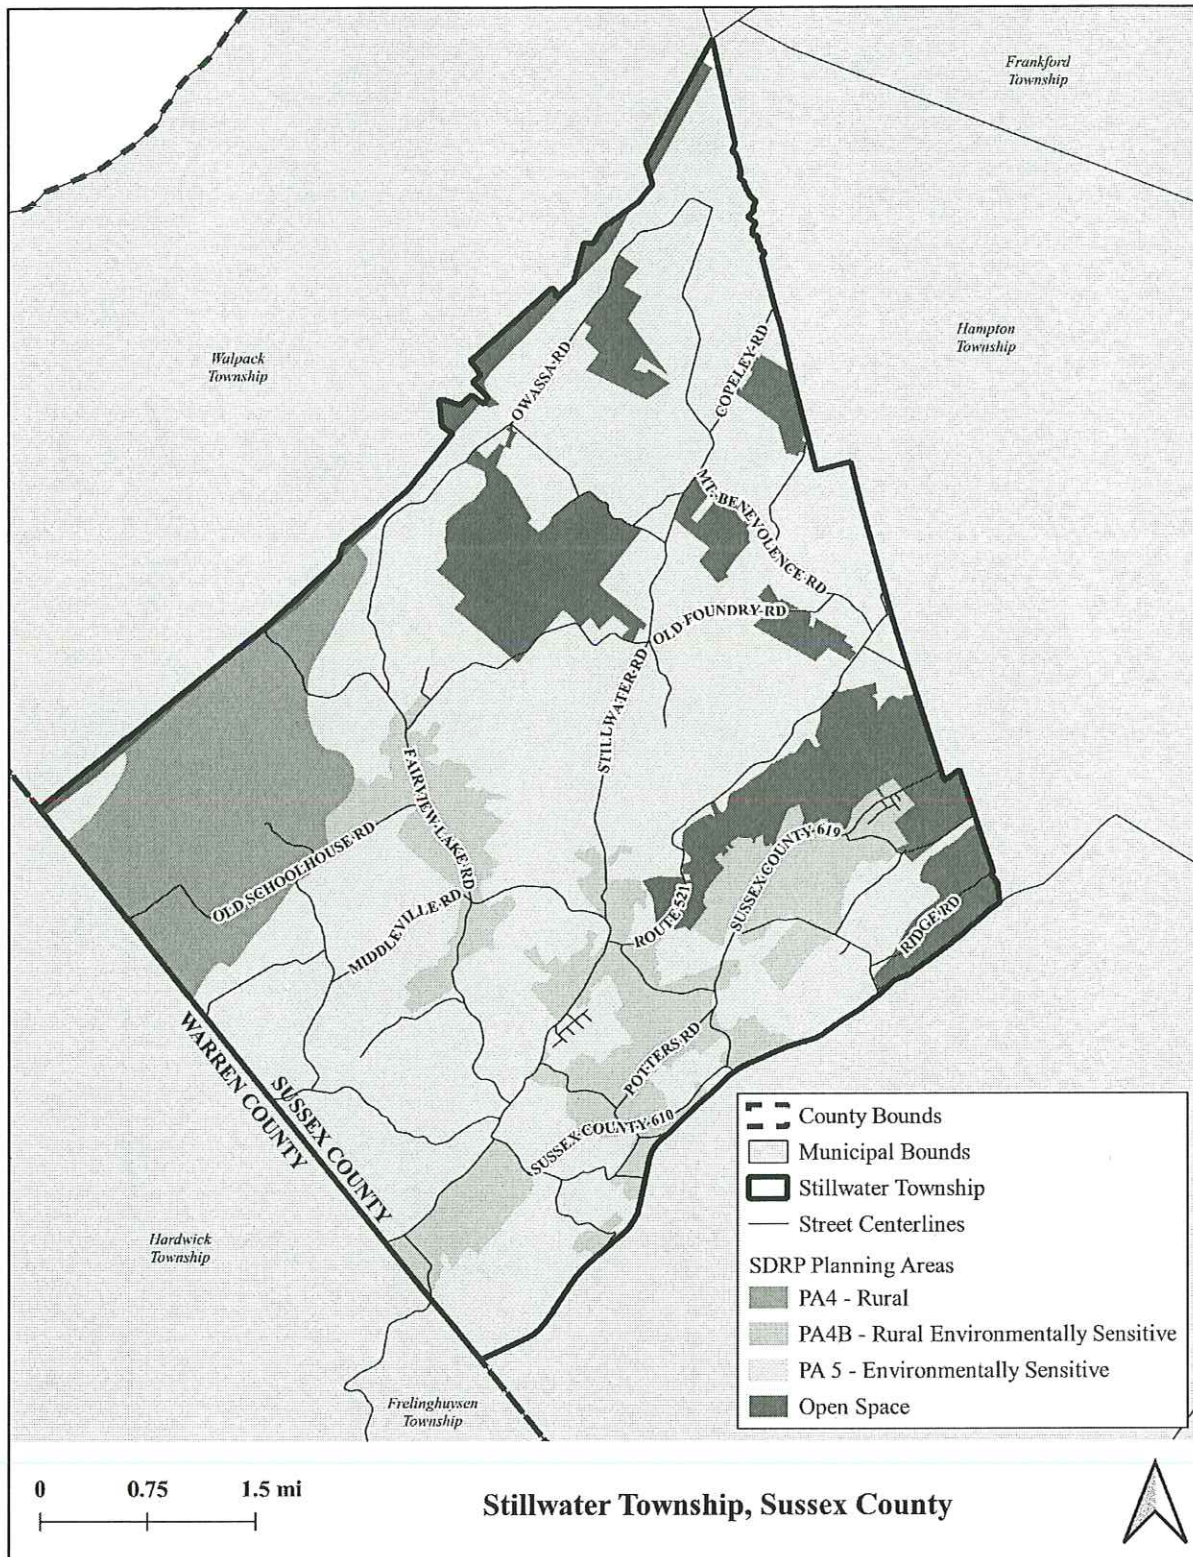 Frankford
Township
Hampton
Township
Walpack
Township
OWASSA RD
COPELEY RD
MT. BENEVOLENCE RD
OLD FOUNDRY RD
STILLWATER RD
FAIRVIEW LAKE RD
OLD SCHOOLHOUSE RD
MIDDLEVILLE RD
ROUTE 521
SUSSEX COUNTY 619
RIDGE RD
POTTERS RD
SUSSEX COUNTY 610
WARREN COUNTY
SUSSEX COUNTY
Hardwick
Township
Frelinghuysen
Township
County Bounds
Municipal Bounds
Stillwater Township
Street Centerlines
SDRP Planning Areas
PA4 - Rural
PA4B - Rural Environmentally Sensitive
PA 5 - Environmentally Sensitive
Open Space
0 0.75 1.5 mi
Stillwater Township, Sussex County